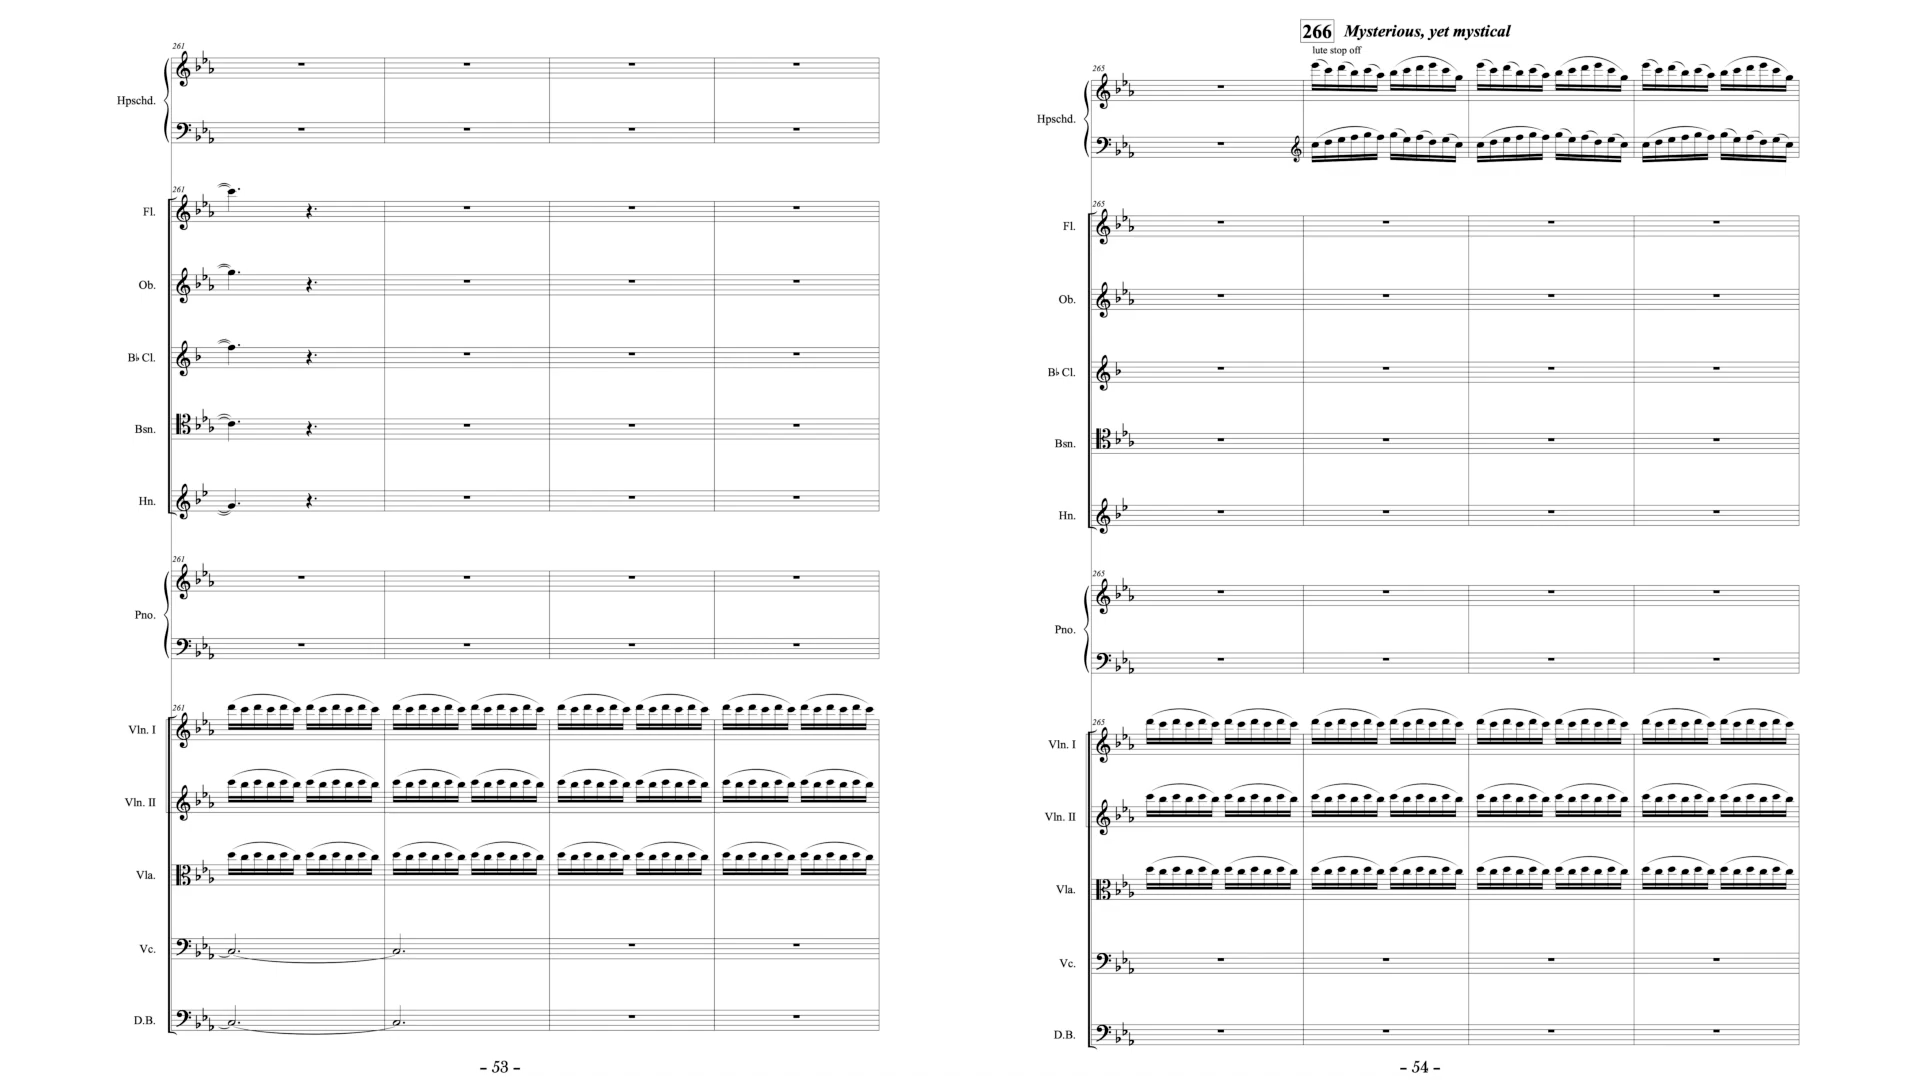 261
Hpschd.
261
Fl.
Ob.
B♭ Cl.
Bsn.
Hn.
261
Pno.
261
Vln. I
Vln. II
Vla.
Vc.
D.B.
- 53 -
266 Mysterious, yet mystical
lute stop off
265
Hpschd.
265
Fl.
Ob.
B♭ Cl.
Bsn.
Hn.
265
Pno.
265
Vln. I
Vln. II
Vla.
Vc.
D.B.
- 54 -